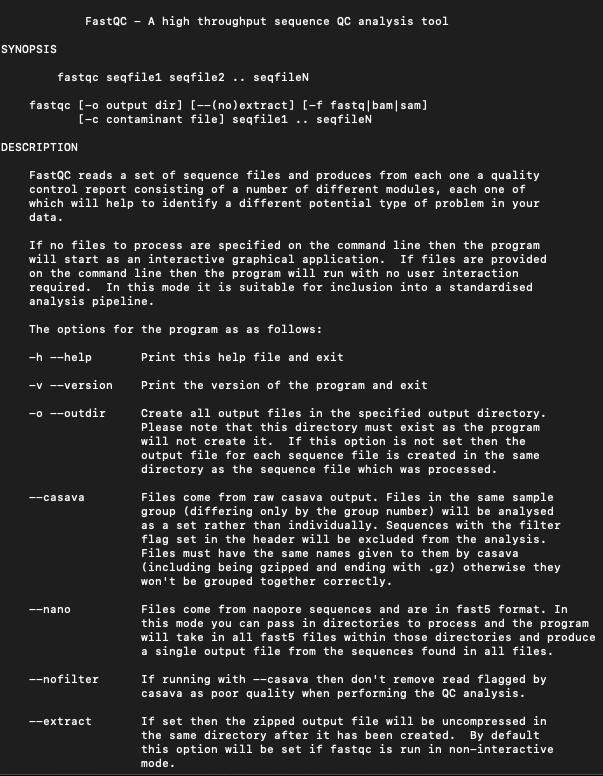 FastQC - A high throughput sequence QC analysis tool
SYNOPSIS
fastqc seqfile1 seqfile2 .. seqfileN
fastqc [-o output dir] [--(no)extract] [-f fastq|bam|sam]
[-c contaminant file] seqfile1 .. seqfileN
DESCRIPTION
FastQC reads a set of sequence files and produces from each one a quality
control report consisting of a number of different modules, each one of
which will help to identify a different potential type of problem in your
data.
If no files to process are specified on the command line then the program
will start as an interactive graphical application.  If files are provided
on the command line then the program will run with no user interaction
required.  In this mode it is suitable for inclusion into a standardised
analysis pipeline.
The options for the program as as follows:
-h --help       Print this help file and exit
-v --version    Print the version of the program and exit
-o --outdir     Create all output files in the specified output directory.
Please note that this directory must exist as the program
will not create it.  If this option is not set then the
output file for each sequence file is created in the same
directory as the sequence file which was processed.
--casava        Files come from raw casava output. Files in the same sample
group (differing only by the group number) will be analysed
as a set rather than individually. Sequences with the filter
flag set in the header will be excluded from the analysis.
Files must have the same names given to them by casava
(including being gzipped and ending with .gz) otherwise they
won't be grouped together correctly.
--nano          Files come from naopore sequences and are in fast5 format. In
this mode you can pass in directories to process and the program
will take in all fast5 files within those directories and produce
a single output file from the sequences found in all files.
--nofilter      If running with --casava then don't remove read flagged by
casava as poor quality when performing the QC analysis.
--extract       If set then the zipped output file will be uncompressed in
the same directory after it has been created.  By default
this option will be set if fastqc is run in non-interactive
mode.